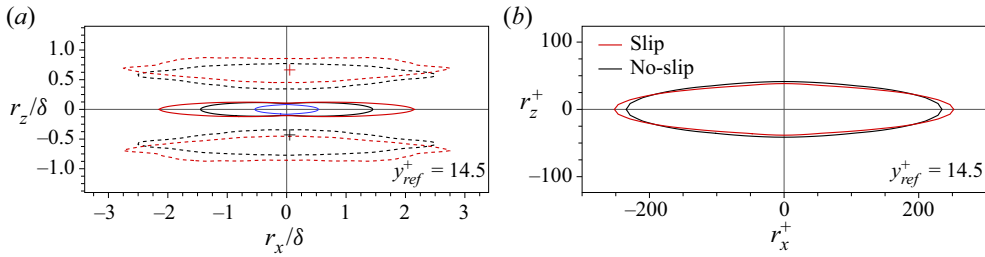 (a)
1.0
0.5
r_z/δ 0
–0.5
–1.0
y⁺_ref = 14.5
–3 –2 –1 0 1 2 3
r_x/δ
(b)
100
r⁺_z 0
–100
Slip
No-slip
y⁺_ref = 14.5
–200 0 200
r⁺_x